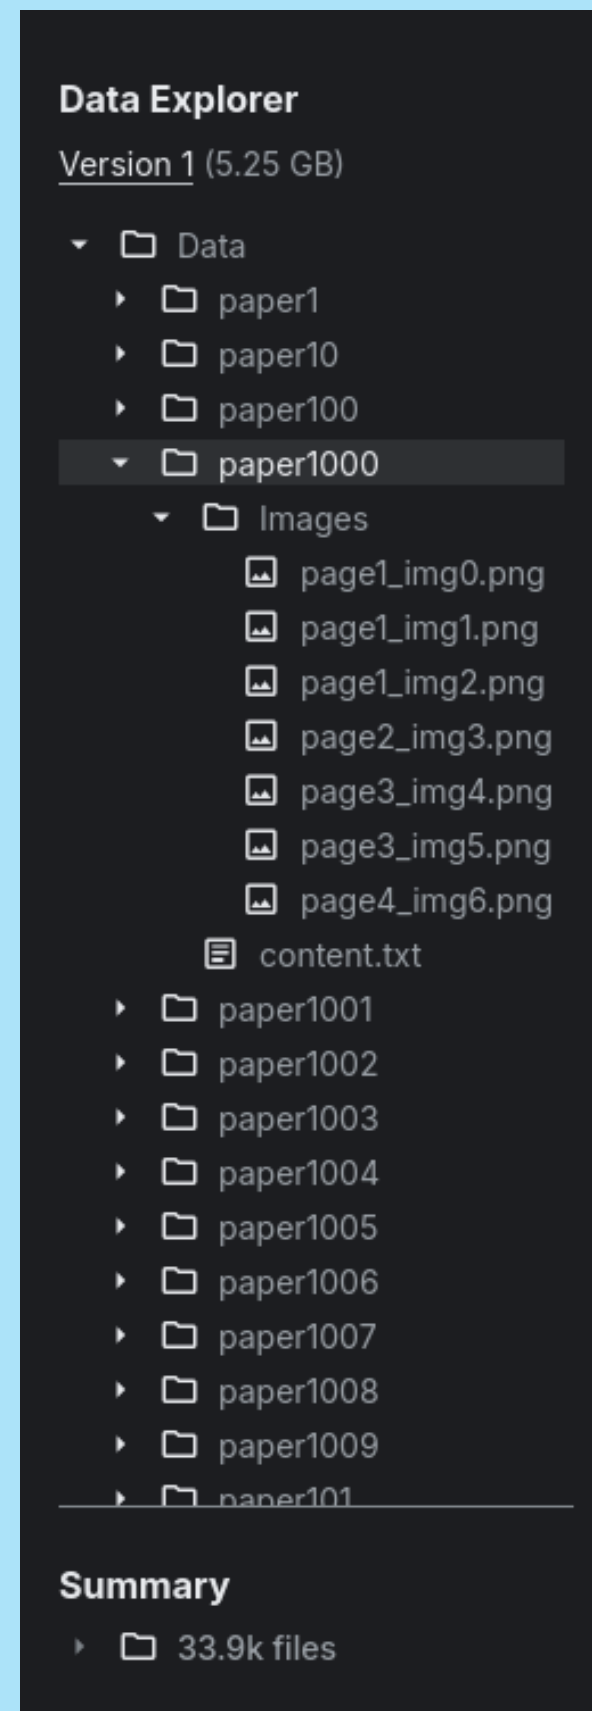 Data Explorer
Version 1 (5.25 GB)
Data
paper1
paper10
paper100
paper1000
Images
page1_img0.png
page1_img1.png
page1_img2.png
page2_img3.png
page3_img4.png
page3_img5.png
page4_img6.png
content.txt
paper1001
paper1002
paper1003
paper1004
paper1005
paper1006
paper1007
paper1008
paper1009
paper101
Summary
33.9k files